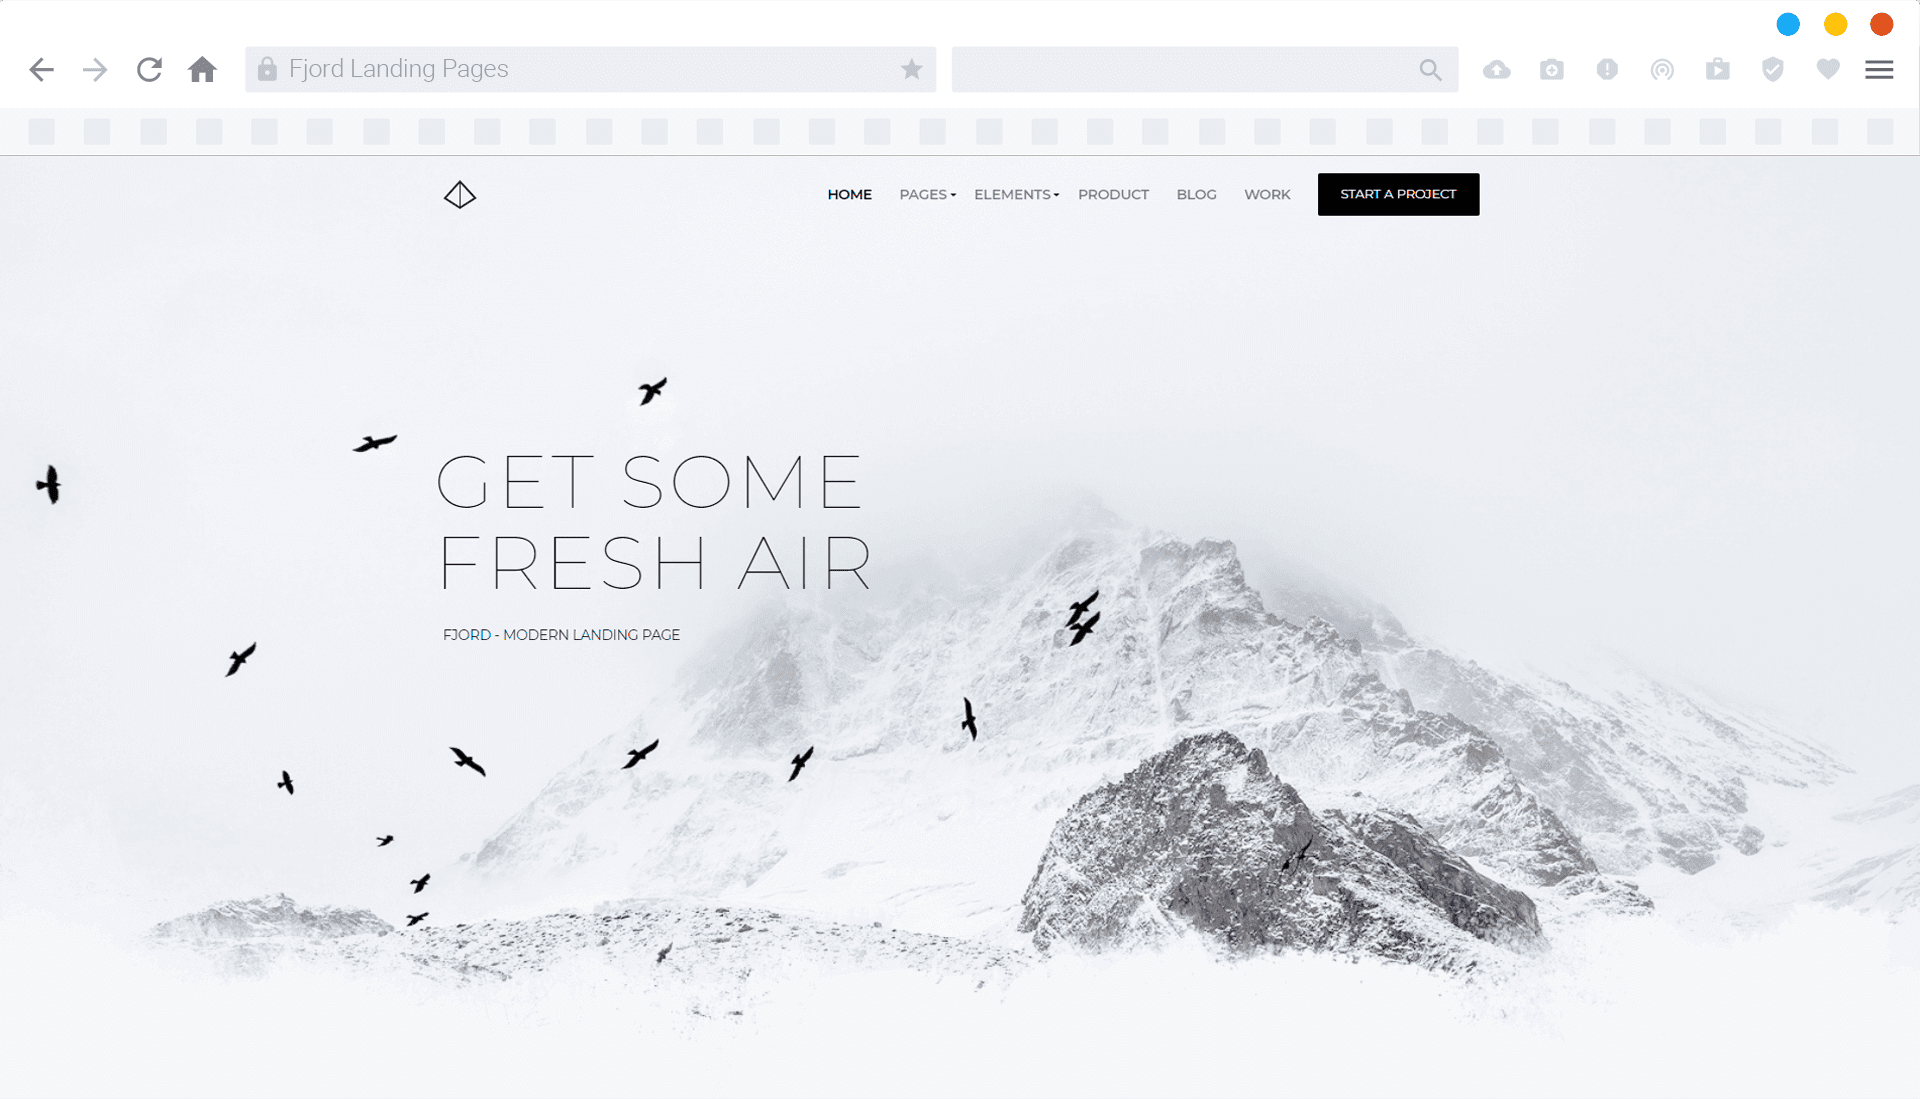 Fjord Landing Pages
HOME PAGES ELEMENTS PRODUCT BLOG WORK START A PROJECT
GET SOME
FRESH AIR
FJORD - MODERN LANDING PAGE